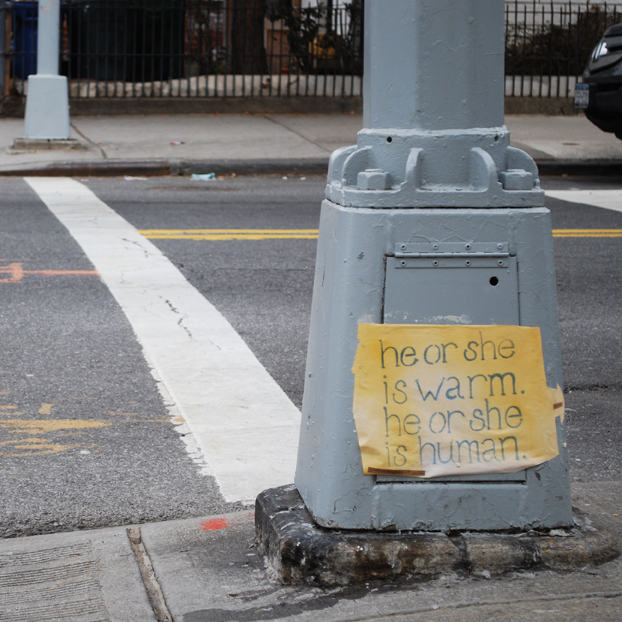 he or she
is warm.
he or she
is human.